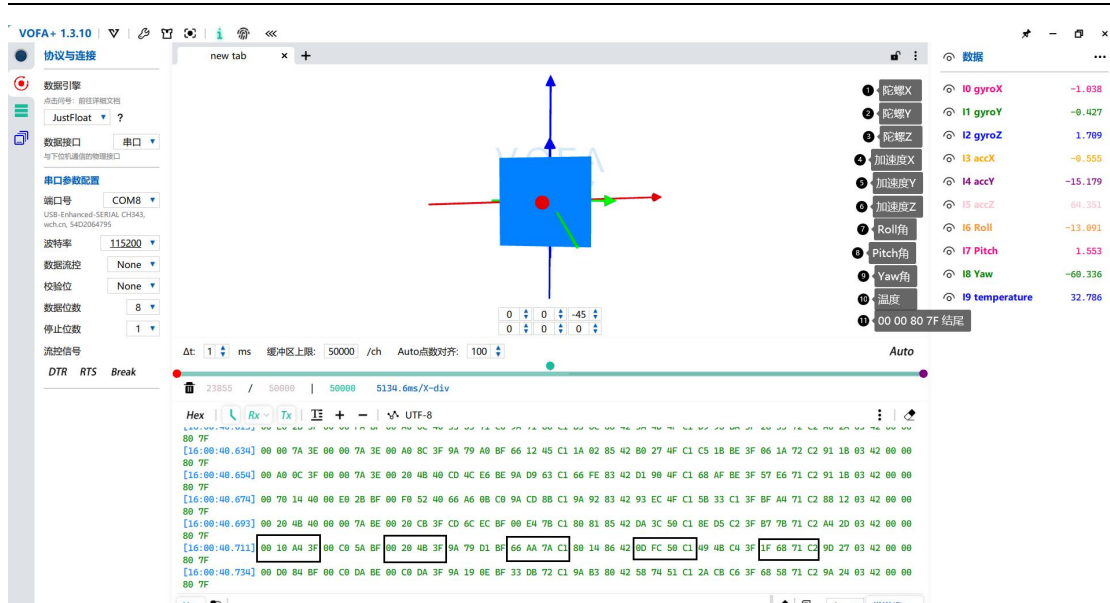 VOFA+ 1.3.10
协议与连接
数据引擎
点击问号：前往详细文档
JustFloat ?
数据接口 串口
与下位机通信的物理接口
串口参数配置
端口号 COM8
USB-Enhanced-SERIAL CH343,
wch.cn, 54D2064795
波特率 115200
数据流控 None
校验位 None
数据位数 8
停止位数 1
流控信号
DTR RTS Break
new tab × +
VOFA
1 陀螺X
2 陀螺Y
3 陀螺Z
4 加速度X
5 加速度Y
6 加速度Z
7 Roll角
8 Pitch角
9 Yaw角
10 温度
11 00 00 80 7F 结尾
0 0 -45
0 0 0
数据
I0 gyroX -1.038
I1 gyroY -0.427
I2 gyroZ 1.709
I3 accX -0.555
I4 accY -15.179
I5 accZ 64.351
I6 Roll -13.091
I7 Pitch 1.553
I8 Yaw -60.336
I9 temperature 32.786
Δt: 1 ms 缓冲区上限: 50000 /ch Auto点数对齐: 100 Auto
23855 / 50000 | 50000 5134.6ms/X-div
Hex Rx Tx UTF-8
80 7F
[16:00:40.634] 00 00 7A 3E 00 00 7A 3E 00 A0 8C 3F 9A 79 A0 BF 66 12 45 C1 1A 02 85 42 B0 27 4F C1 C5 1B BE 3F 06 1A 72 C2 91 1B 03 42 00 00
80 7F
[16:00:40.654] 00 A0 0C 3F 00 00 7A 3E 00 20 4B 40 CD 4C E6 BE 9A D9 63 C1 66 FE 83 42 D1 90 4F C1 68 AF BE 3F 57 E6 71 C2 91 1B 03 42 00 00
80 7F
[16:00:40.674] 00 70 14 40 00 E0 2B BF 00 F0 52 40 66 A6 0B C0 9A CD 8B C1 9A 92 83 42 93 EC 4F C1 5B 33 C1 3F BF A4 71 C2 88 12 03 42 00 00
80 7F
[16:00:40.693] 00 20 4B 40 00 00 7A BE 00 20 CB 3F CD 6C EC BF 00 E4 7B C1 80 81 85 42 DA 3C 50 C1 8E D5 C2 3F B7 7B 71 C2 A4 2D 03 42 00 00
80 7F
[16:00:40.711] 00 10 A4 3F 00 C0 5A BF 00 20 4B 3F 9A 79 D1 BF 66 AA 7A C1 80 14 86 42 0D FC 50 C1 49 4B C4 3F 1F 68 71 C2 9D 27 03 42 00 00
80 7F
[16:00:40.734] 00 D0 84 BF 00 C0 DA BE 00 C0 DA 3F 9A 19 0E BF 33 DB 72 C1 9A B3 80 42 58 74 51 C1 2A CB C6 3F 68 58 71 C2 9A 24 03 42 00 00
80 7F